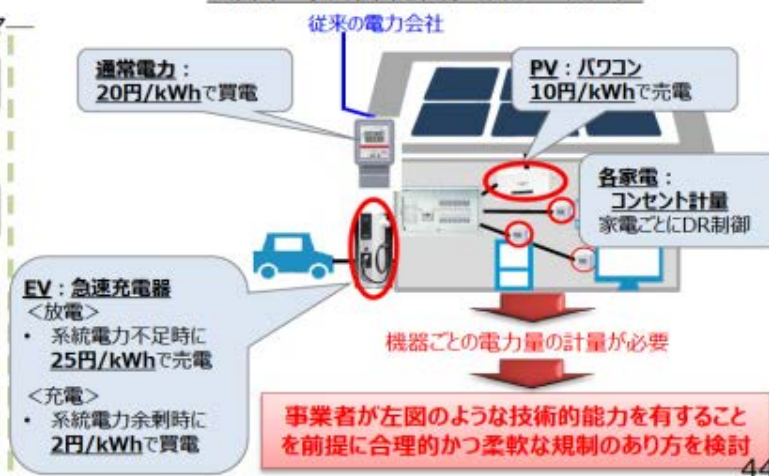 従来の電力会社
通常電力:
20円/kWhで買電
PV:パワコン
10円/kWhで売電
各家電:
コンセント計量
家電ごとにDR制御
EV:急速充電器
<放電>
・ 系統電力不足時に
25円/kWhで売電
<充電>
・ 系統電力余剰時に
2円/kWhで買電
機器ごとの電力量の計量が必要
事業者が左図のような技術的能力を有すること
を前提に合理的かつ柔軟な規制のあり方を検討
44